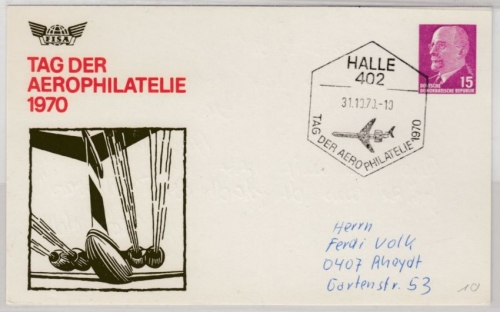 FISA
TAG DER
AEROPHILATELIE
1970
HALLE
402
31.10.70.-10
TAG DER AEROPHILATELIE 1970
15
DEUTSCHE
DEMOKRATISCHE REPUBLIK
Herrn
Ferdi Volk
0407 Rheydt
Gartenstr. 53
10